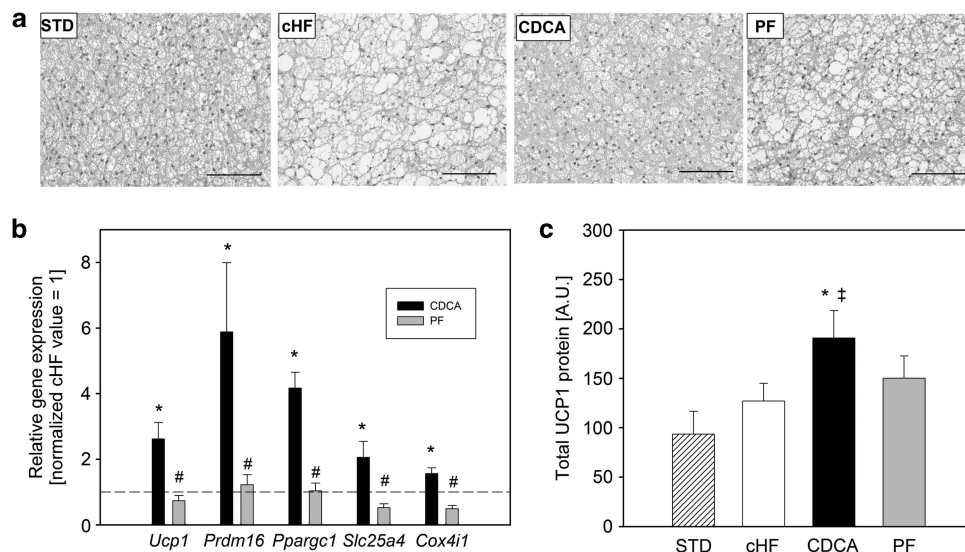 a
STD
cHF
CDCA
PF
b
Relative gene expression
[normalized cHF value = 1]
8
6
4
2
0
*
*
*
*
*
#
#
#
#
#
CDCA
PF
Ucp1 Prdm16 Ppargc1 Slc25a4 Cox4i1
c
Total UCP1 protein [A.U.]
300
250
200
150
100
50
0
* ‡
STD cHF CDCA PF